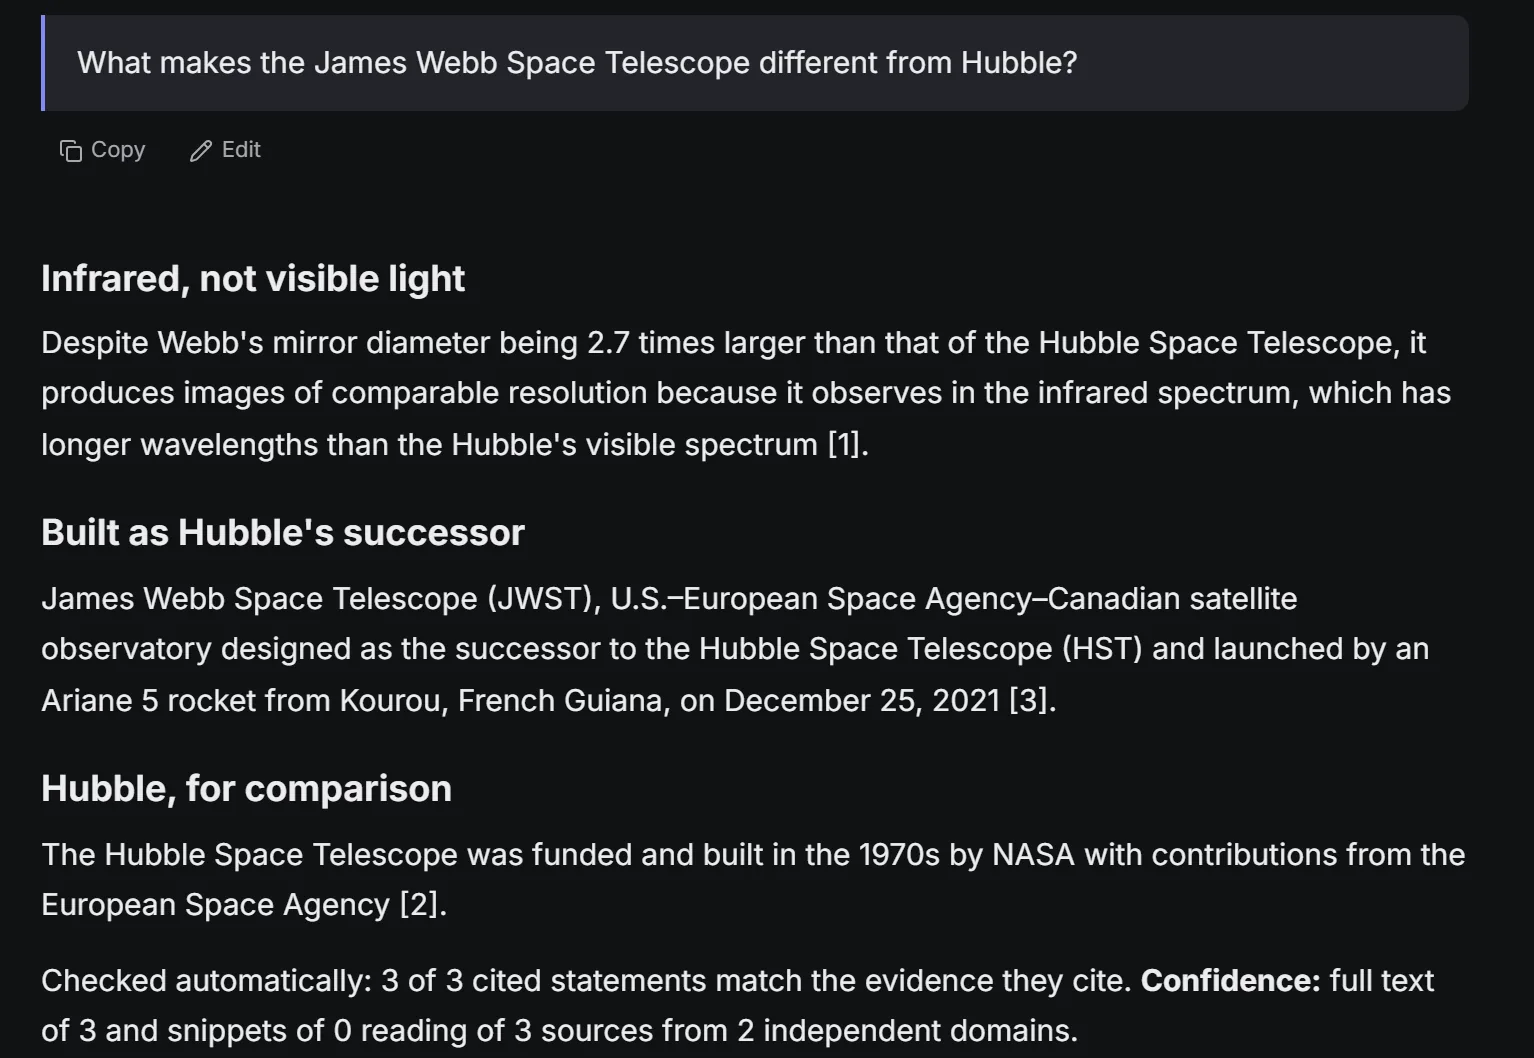 What makes the James Webb Space Telescope different from Hubble?
Copy Edit
Infrared, not visible light
Despite Webb's mirror diameter being 2.7 times larger than that of the Hubble Space Telescope, it
produces images of comparable resolution because it observes in the infrared spectrum, which has
longer wavelengths than the Hubble's visible spectrum [1].
Built as Hubble's successor
James Webb Space Telescope (JWST), U.S.–European Space Agency–Canadian satellite
observatory designed as the successor to the Hubble Space Telescope (HST) and launched by an
Ariane 5 rocket from Kourou, French Guiana, on December 25, 2021 [3].
Hubble, for comparison
The Hubble Space Telescope was funded and built in the 1970s by NASA with contributions from the
European Space Agency [2].
Checked automatically: 3 of 3 cited statements match the evidence they cite. Confidence: full text
of 3 and snippets of 0 reading of 3 sources from 2 independent domains.